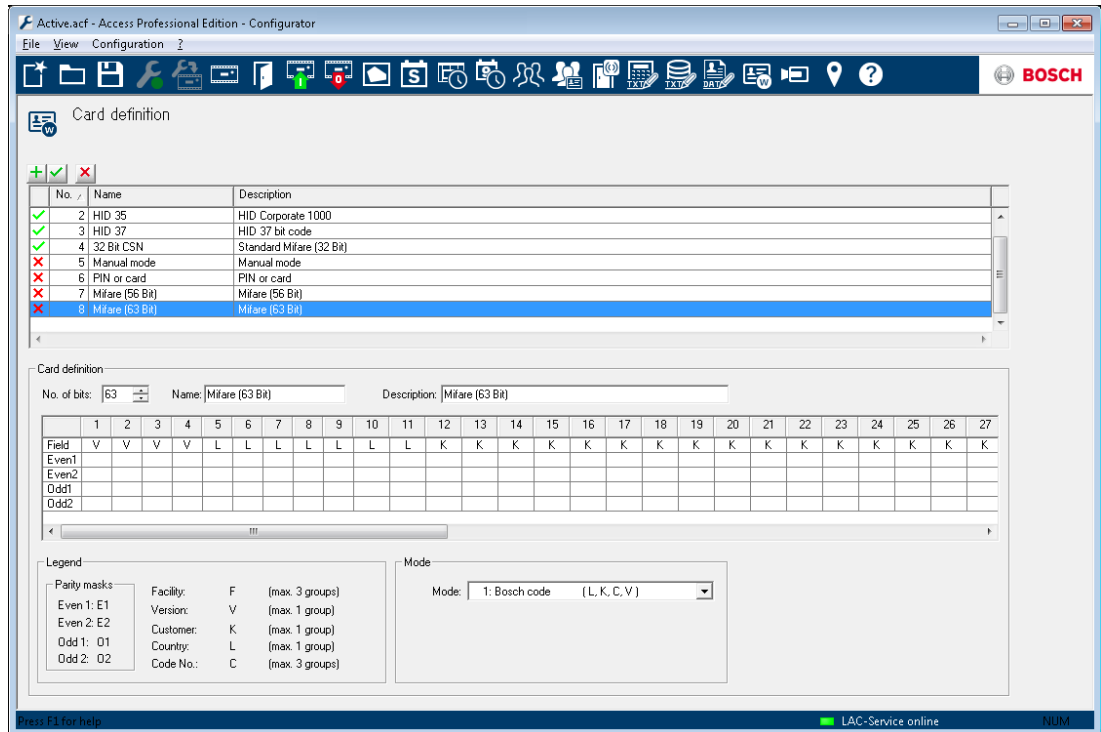 Active.acf - Access Professional Edition - Configurator
File View Configuration ?
TXT TXT DATA W
BOSCH
Card definition
No. Name Description
2 HID 35 HID Corporate 1000
3 HID 37 HID 37 bit code
4 32 Bit CSN Standard Mifare (32 Bit)
5 Manual mode Manual mode
6 PIN or card PIN or card
7 Mifare (56 Bit) Mifare (56 Bit)
8 Mifare (63 Bit) Mifare (63 Bit)
Card definition
No. of bits: 63 Name: Mifare (63 Bit) Description: Mifare (63 Bit)
1 2 3 4 5 6 7 8 9 10 11 12 13 14 15 16 17 18 19 20 21 22 23 24 25 26 27
Field V V V V L L L L L L L K K K K K K K K K K K K K K K K
Even1
Even2
Odd1
Odd2
Legend Mode
Parity masks
Even 1: E1
Even 2: E2
Odd 1: O1
Odd 2: O2
Facility: F (max. 3 groups)
Version: V (max. 1 group)
Customer: K (max. 1 group)
Country: L (max. 1 group)
Code No.: C (max. 3 groups)
Mode: 1: Bosch code ( L, K, C, V )
Press F1 for help LAC-Service online NUM